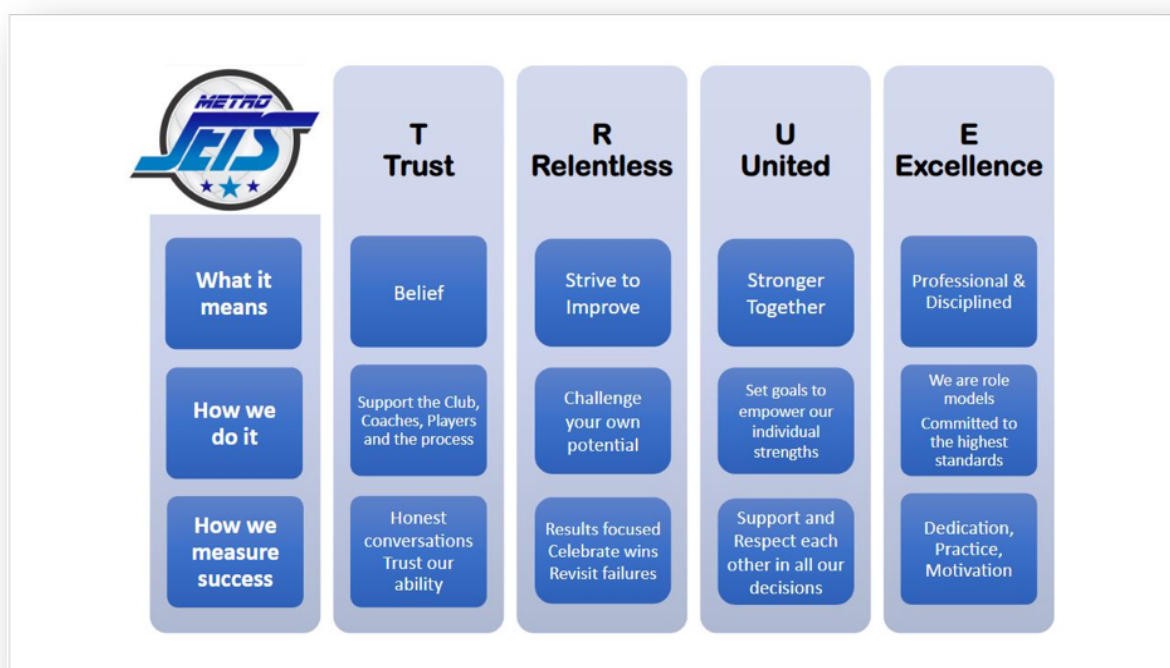 METRO
JETS
T
Trust
R
Relentless
U
United
E
Excellence
What it
means
Belief
Strive to
Improve
Stronger
Together
Professional &
Disciplined
How we
do it
Support the Club,
Coaches, Players
and the process
Challenge
your own
potential
Set goals to
empower our
individual
strengths
We are role
models
Committed to
the highest
standards
How we
measure
success
Honest
conversations
Trust our
ability
Results focused
Celebrate wins
Revisit failures
Support and
Respect each
other in all our
decisions
Dedication,
Practice,
Motivation